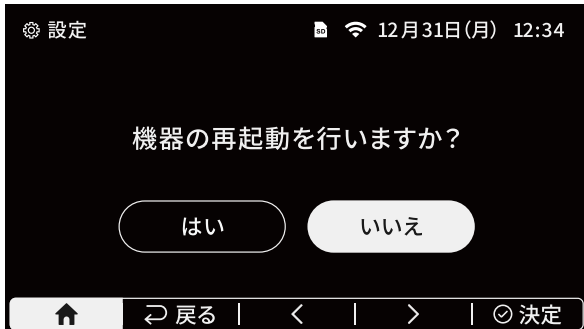 設定 SD 12月31日(月) 12:34
機器の再起動を行いますか?
はい いいえ
戻る 決定